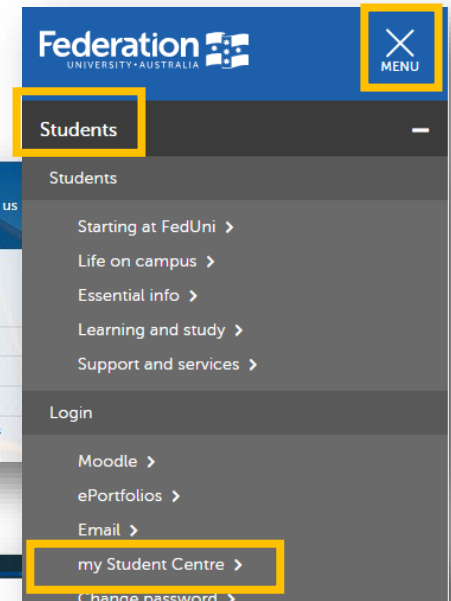 Federation
UNIVERSITY • AUSTRALIA
MENU
Students
Students
us
Starting at FedUni
Life on campus
Essential info
Learning and study
Support and services
Login
Moodle
ePortfolios
Email
my Student Centre
Change password